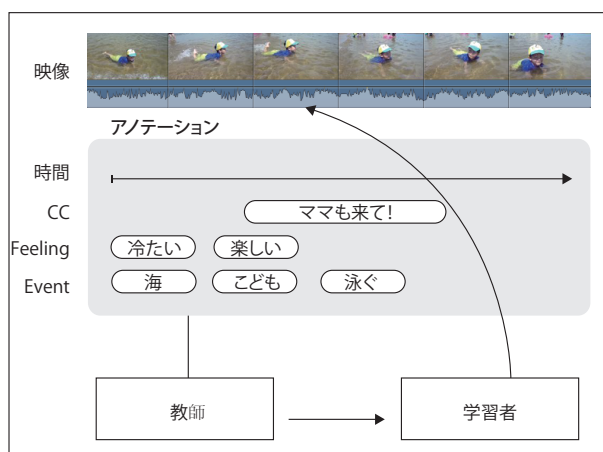 映像
アノテーション
時間
CC
ママも来て!
Feeling
冷たい
楽しい
Event
海
こども
泳ぐ
教師
学習者